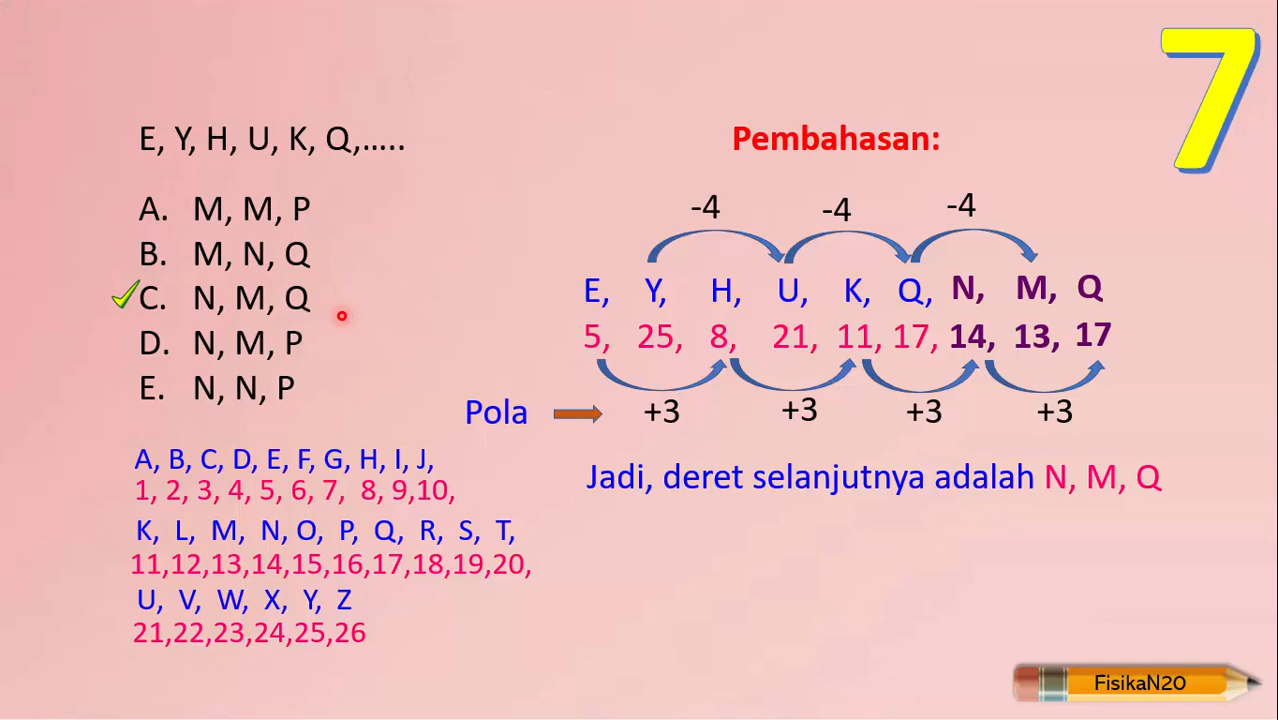 7
E, Y, H, U, K, Q,.....
A. M, M, P
B. M, N, Q
C. N, M, Q
D. N, M, P
E. N, N, P
A, B, C, D, E, F, G, H, I, J,
1, 2, 3, 4, 5, 6, 7, 8, 9,10,
K, L, M, N, O, P, Q, R, S, T,
11,12,13,14,15,16,17,18,19,20,
U, V, W, X, Y, Z
21,22,23,24,25,26
Pembahasan:
-4 -4 -4
E, Y, H, U, K, Q, N, M, Q
5, 25, 8, 21, 11, 17, 14, 13, 17
Pola +3 +3 +3 +3
Jadi, deret selanjutnya adalah N, M, Q
FisikaN20